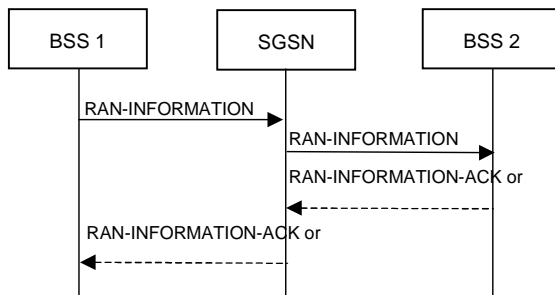 BSS 1
SGSN
BSS 2
RAN-INFORMATION
RAN-INFORMATION
RAN-INFORMATION-ACK or
RAN-INFORMATION-ACK or